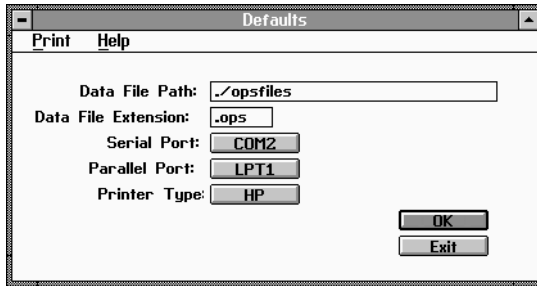 Defaults
Print Help
Data File Path: ./opsfiles
Data File Extension: .ops
Serial Port: COM2
Parallel Port: LPT1
Printer Type: HP
OK
Exit